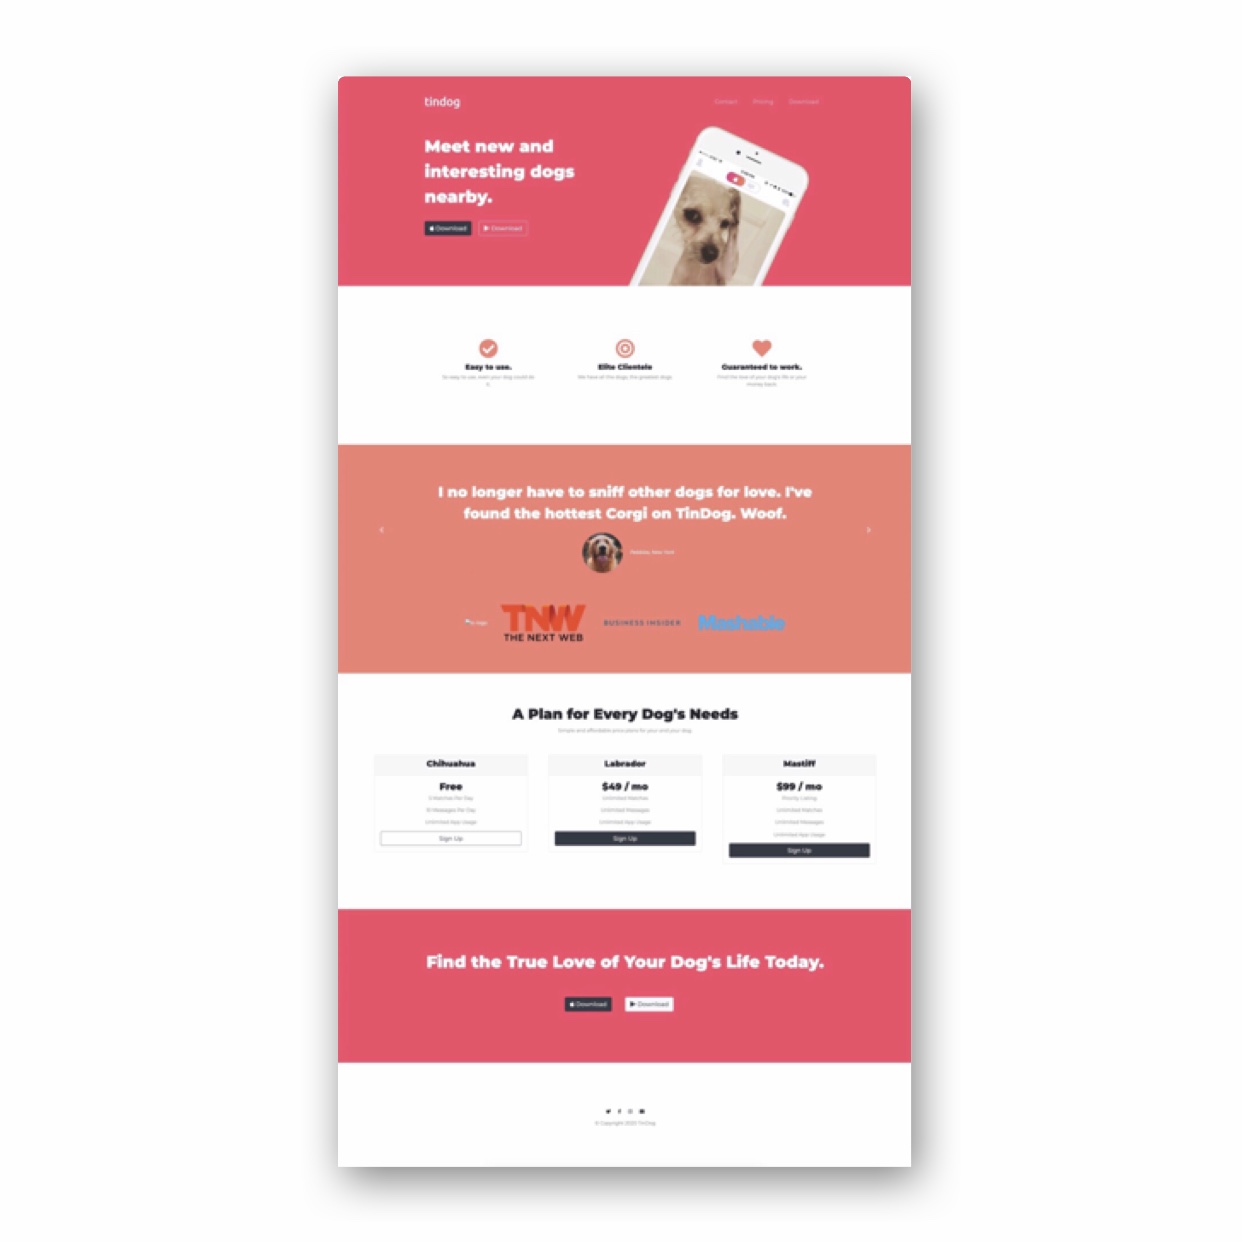 tindog
Contact Pricing Download
Meet new and
interesting dogs
nearby.
Download Download
Easy to use.
So easy to use, even your dog could do
it.
Elite Clientele
We have all the dogs, the greatest dogs.
Guaranteed to work.
Find the love of your dog's life or your
money back.
I no longer have to sniff other dogs for love. I've
found the hottest Corgi on TinDog. Woof.
Pebbles, New York
TNW
THE NEXT WEB
BUSINESS INSIDER
Mashable
A Plan for Every Dog's Needs
Simple and affordable price plans for your and your dog.
Chihuahua
Free
5 Matches Per Day
10 Messages Per Day
Unlimited App Usage
Sign Up
Labrador
$49 / mo
Unlimited Matches
Unlimited Messages
Unlimited App Usage
Sign Up
Mastiff
$99 / mo
Priority Listing
Unlimited Matches
Unlimited Messages
Unlimited App Usage
Sign Up
Find the True Love of Your Dog's Life Today.
Download Download
© Copyright 2020 TinDog